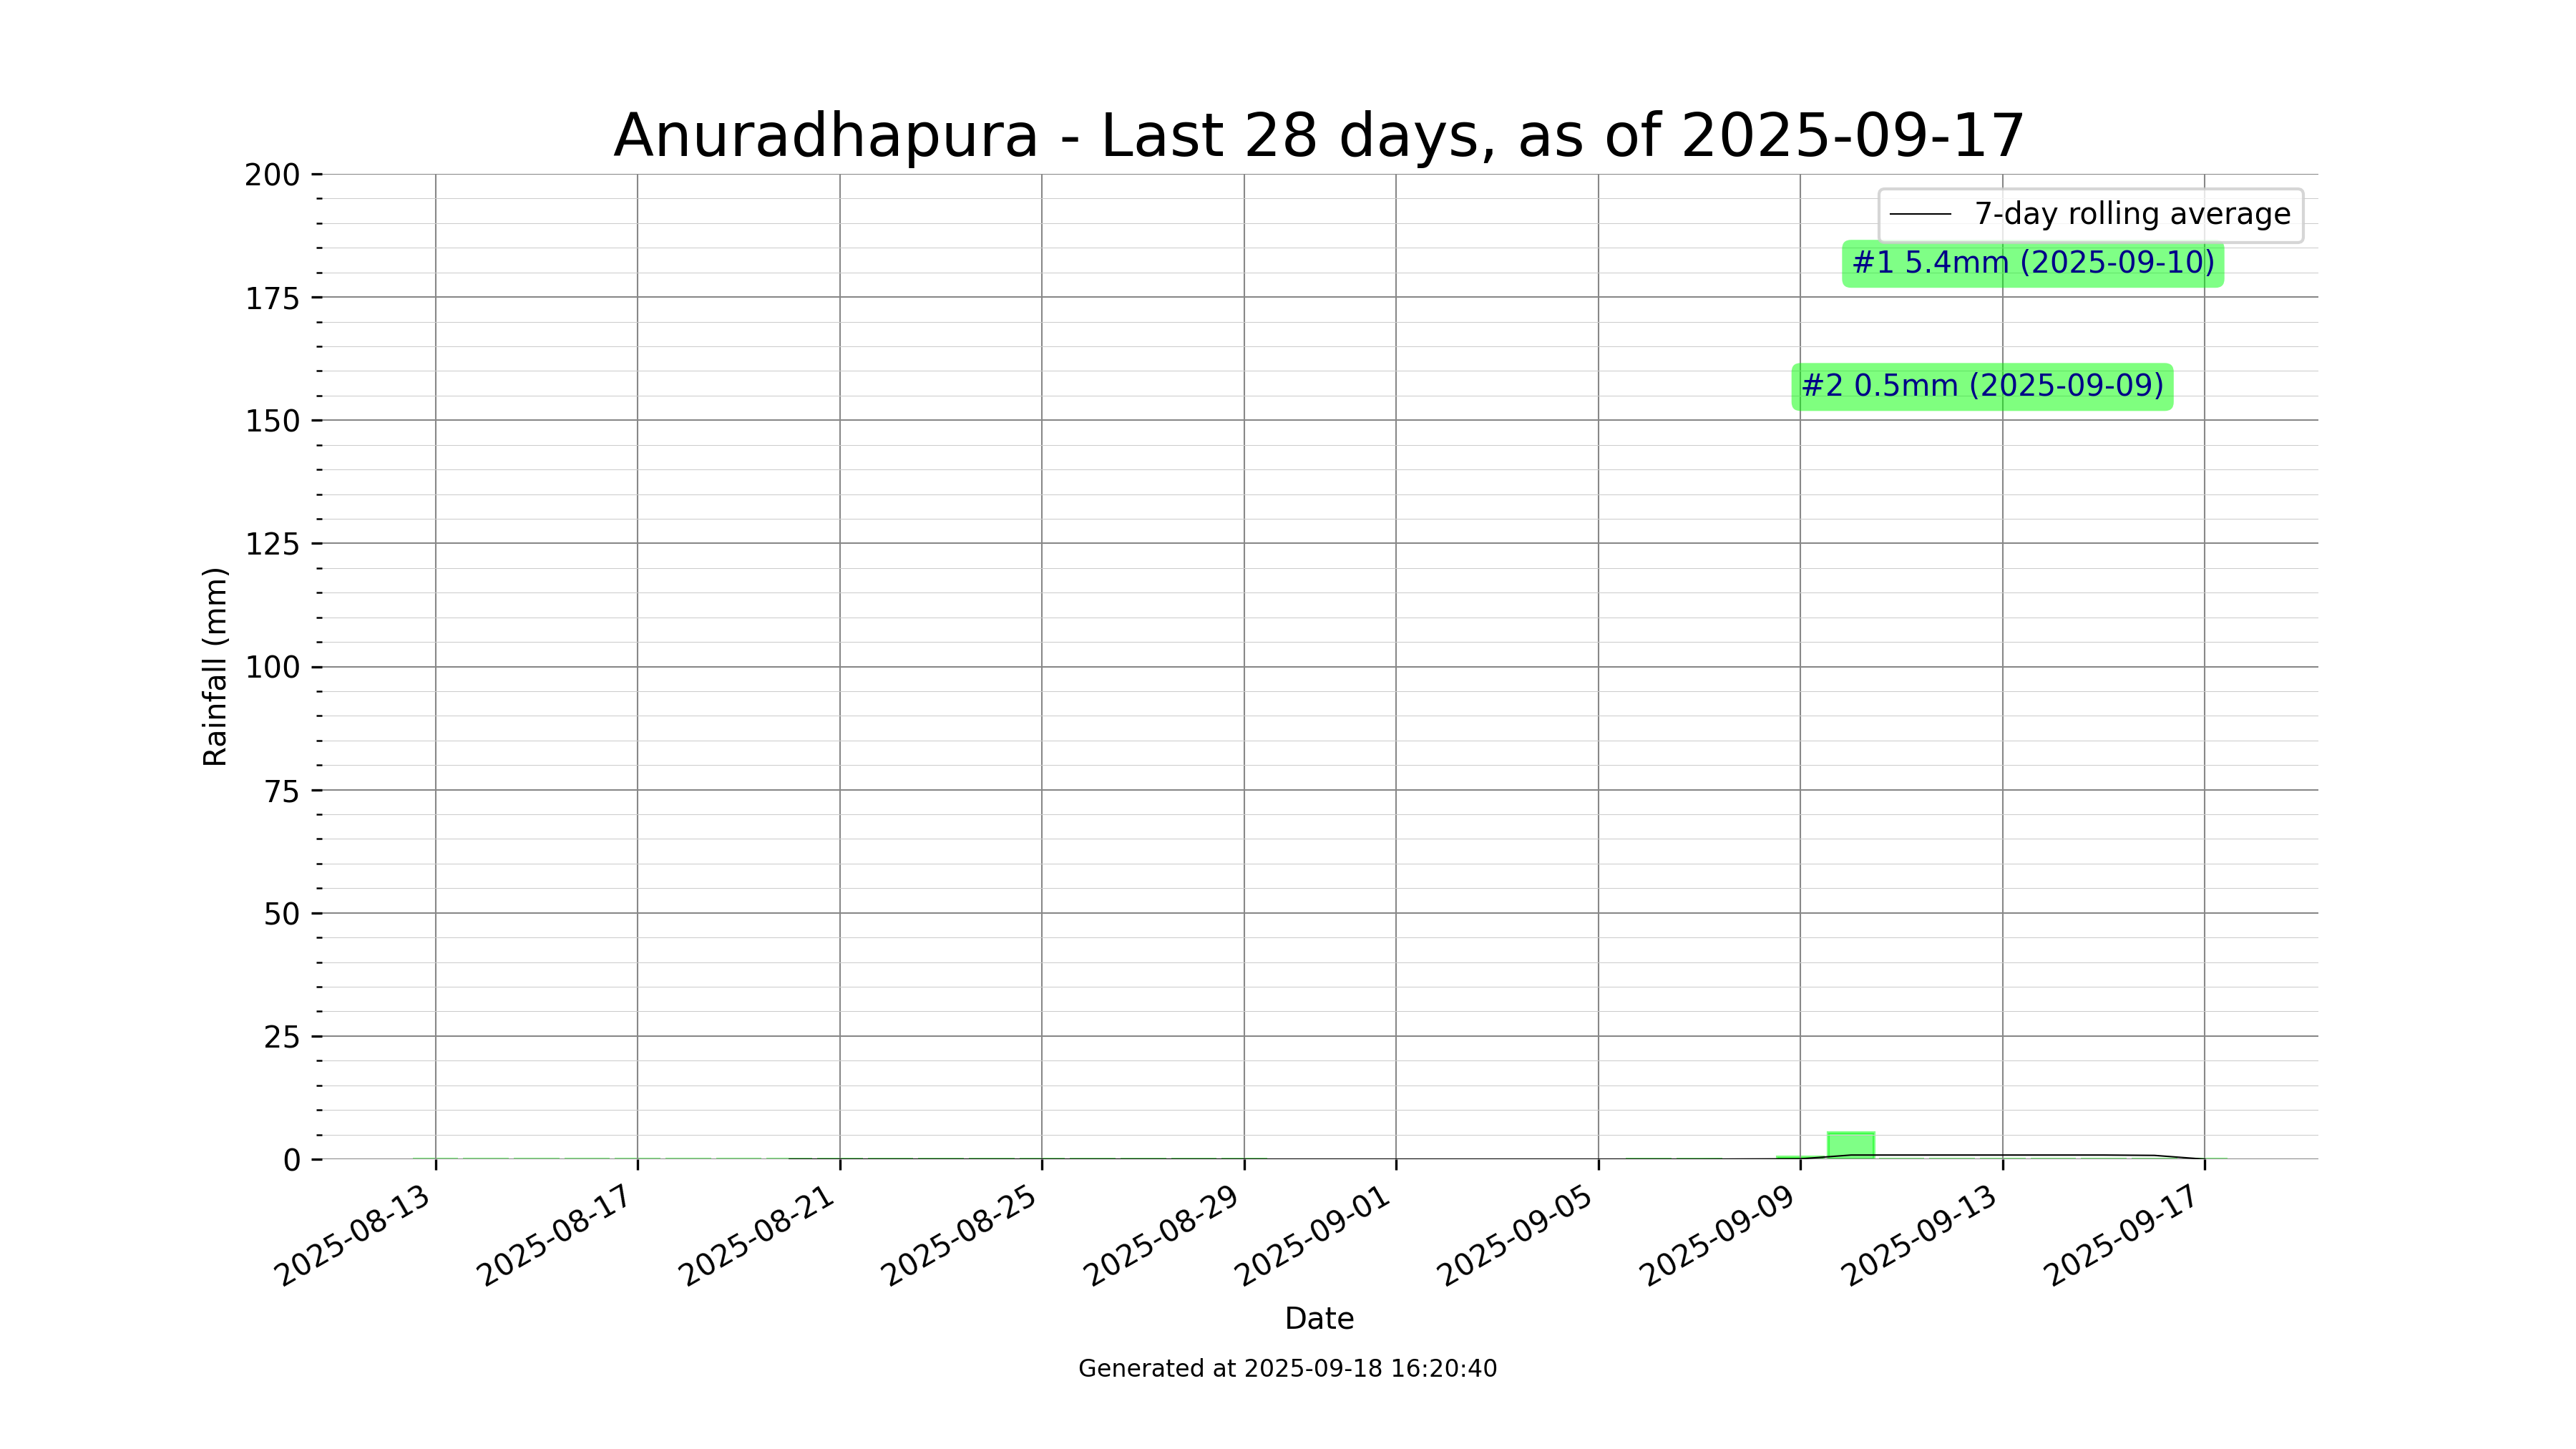 Anuradhapura - Last 28 days, as of 2025-09-17
200
175
150
125
100
75
50
25
0
Rainfall (mm)
7-day rolling average
#1 5.4mm (2025-09-10)
#2 0.5mm (2025-09-09)
2025-08-13
2025-08-17
2025-08-21
2025-08-25
2025-08-29
2025-09-01
2025-09-05
2025-09-09
2025-09-13
2025-09-17
Date
Generated at 2025-09-18 16:20:40